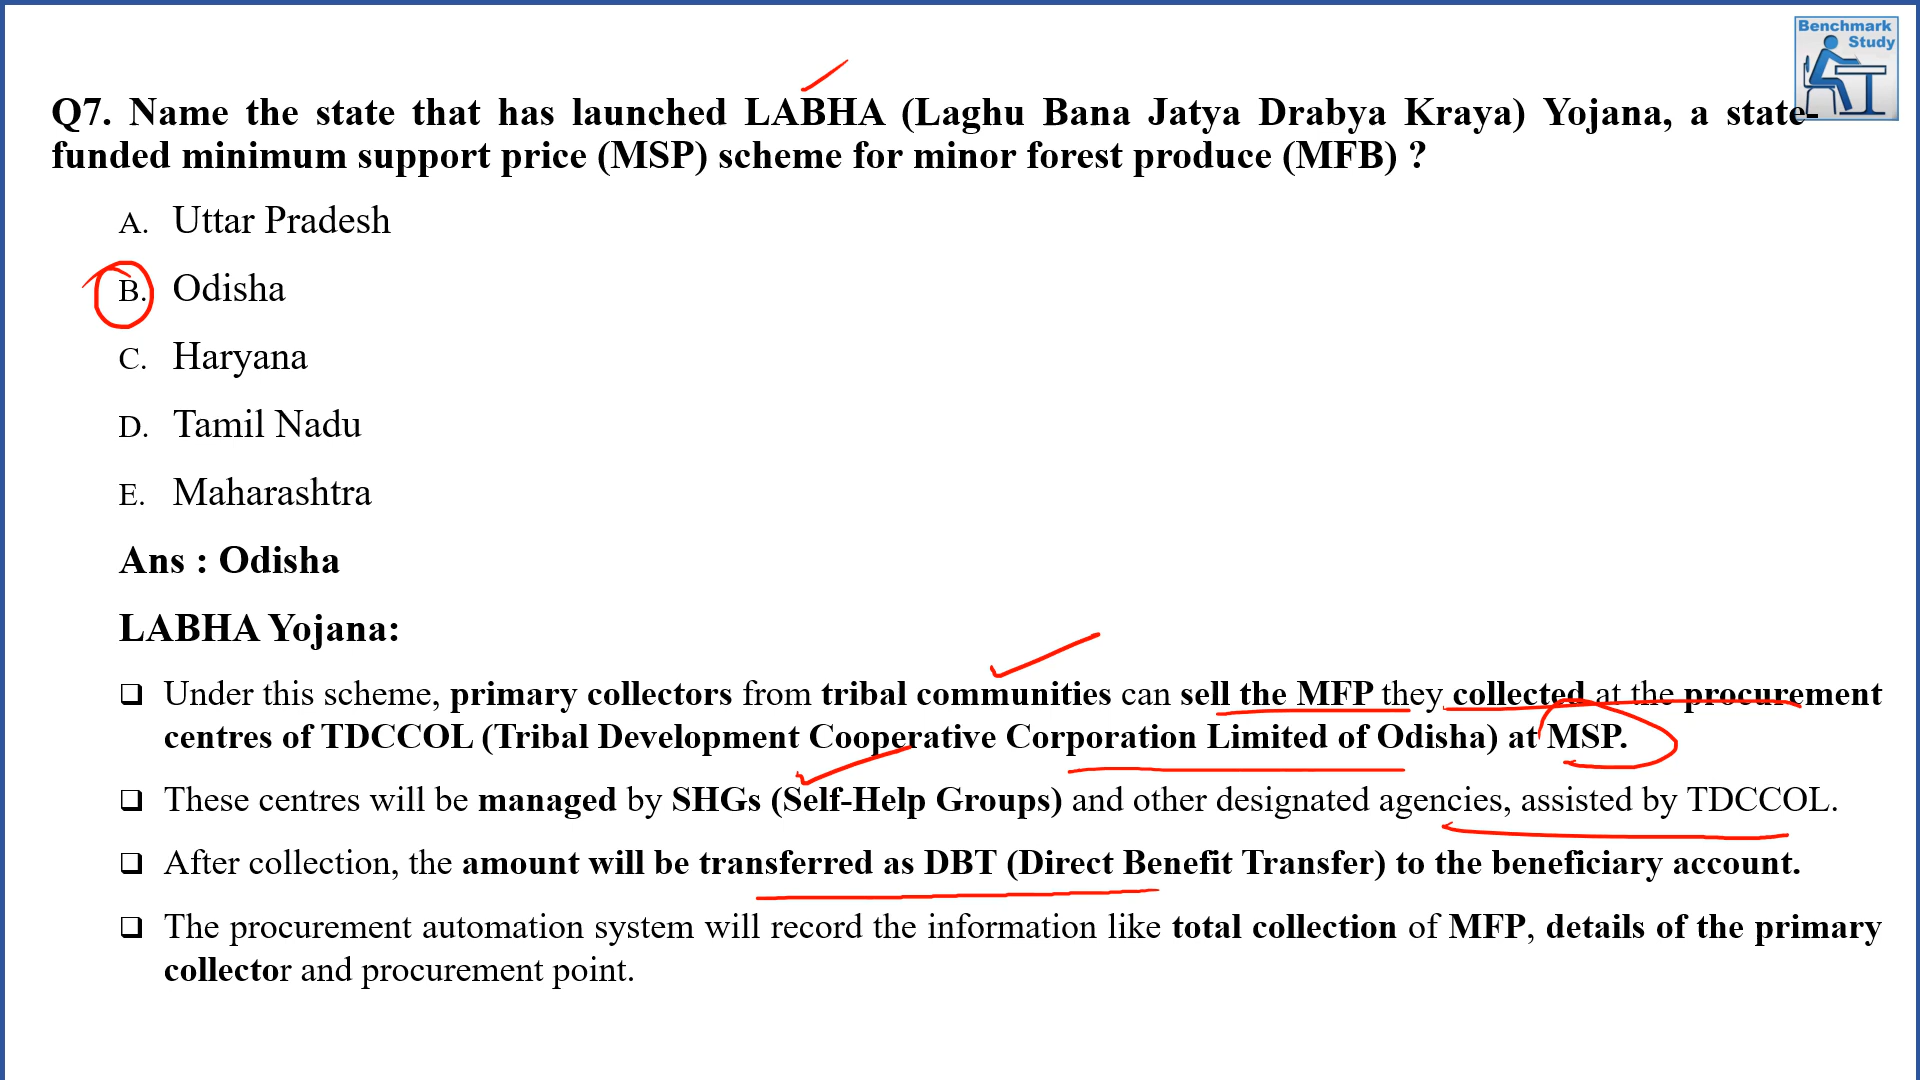 Benchmark
Study
Q7. Name the state that has launched LABHA (Laghu Bana Jatya Drabya Kraya) Yojana, a state-
funded minimum support price (MSP) scheme for minor forest produce (MFB) ?
A. Uttar Pradesh
B. Odisha
C. Haryana
D. Tamil Nadu
E. Maharashtra
Ans : Odisha
LABHA Yojana:
❑ Under this scheme, primary collectors from tribal communities can sell the MFP they collected at the procurement
centres of TDCCOL (Tribal Development Cooperative Corporation Limited of Odisha) at MSP.
❑ These centres will be managed by SHGs (Self-Help Groups) and other designated agencies, assisted by TDCCOL.
❑ After collection, the amount will be transferred as DBT (Direct Benefit Transfer) to the beneficiary account.
❑ The procurement automation system will record the information like total collection of MFP, details of the primary
collector and procurement point.